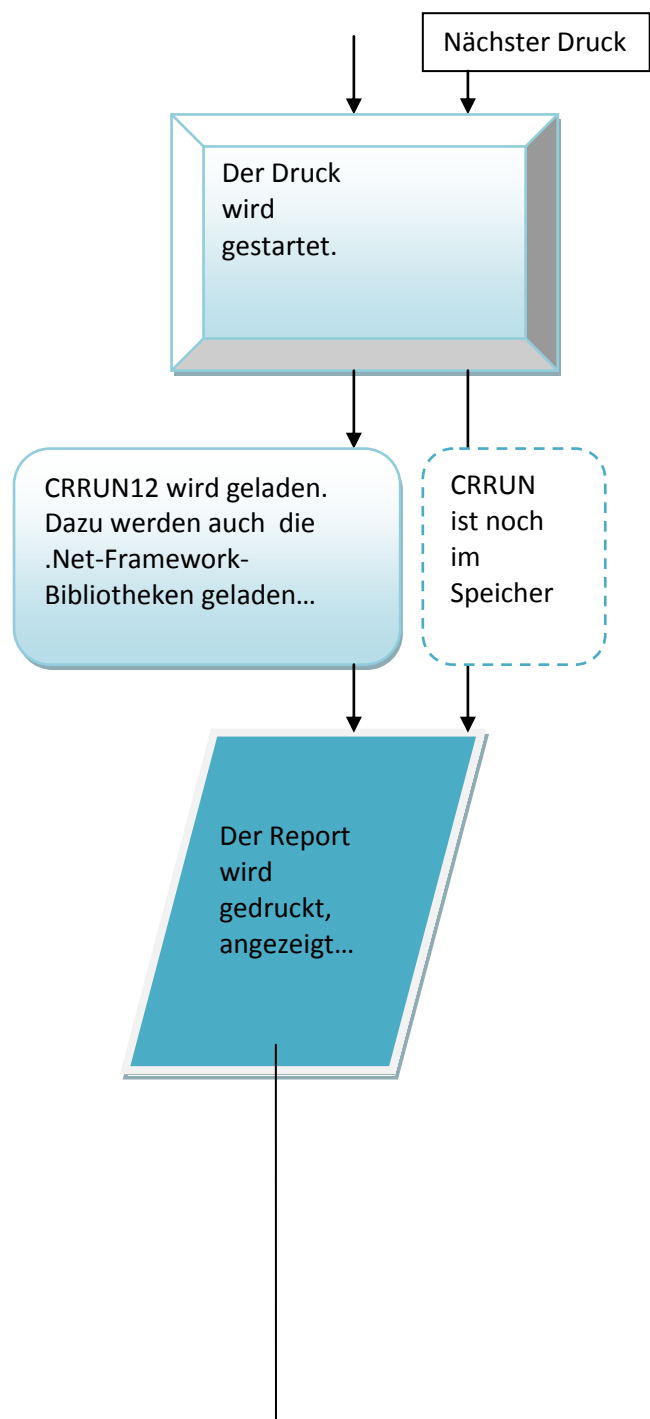 Nächster Druck
Der Druck
wird
gestartet.
CRRUN12 wird geladen.
Dazu werden auch  die
.Net-Framework-
Bibliotheken geladen…
CRRUN
ist noch
im
Speicher
Der Report
wird
gedruckt,
angezeigt…